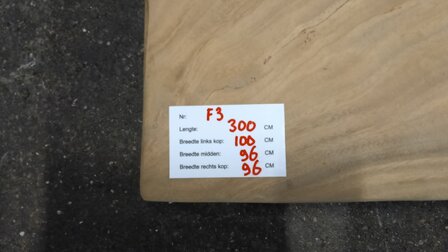 Nr: F3
Lengte: 300 CM
Breedte links kop: 100 CM
Breedte midden: 96 CM
Breedte rechts kop: 96 CM